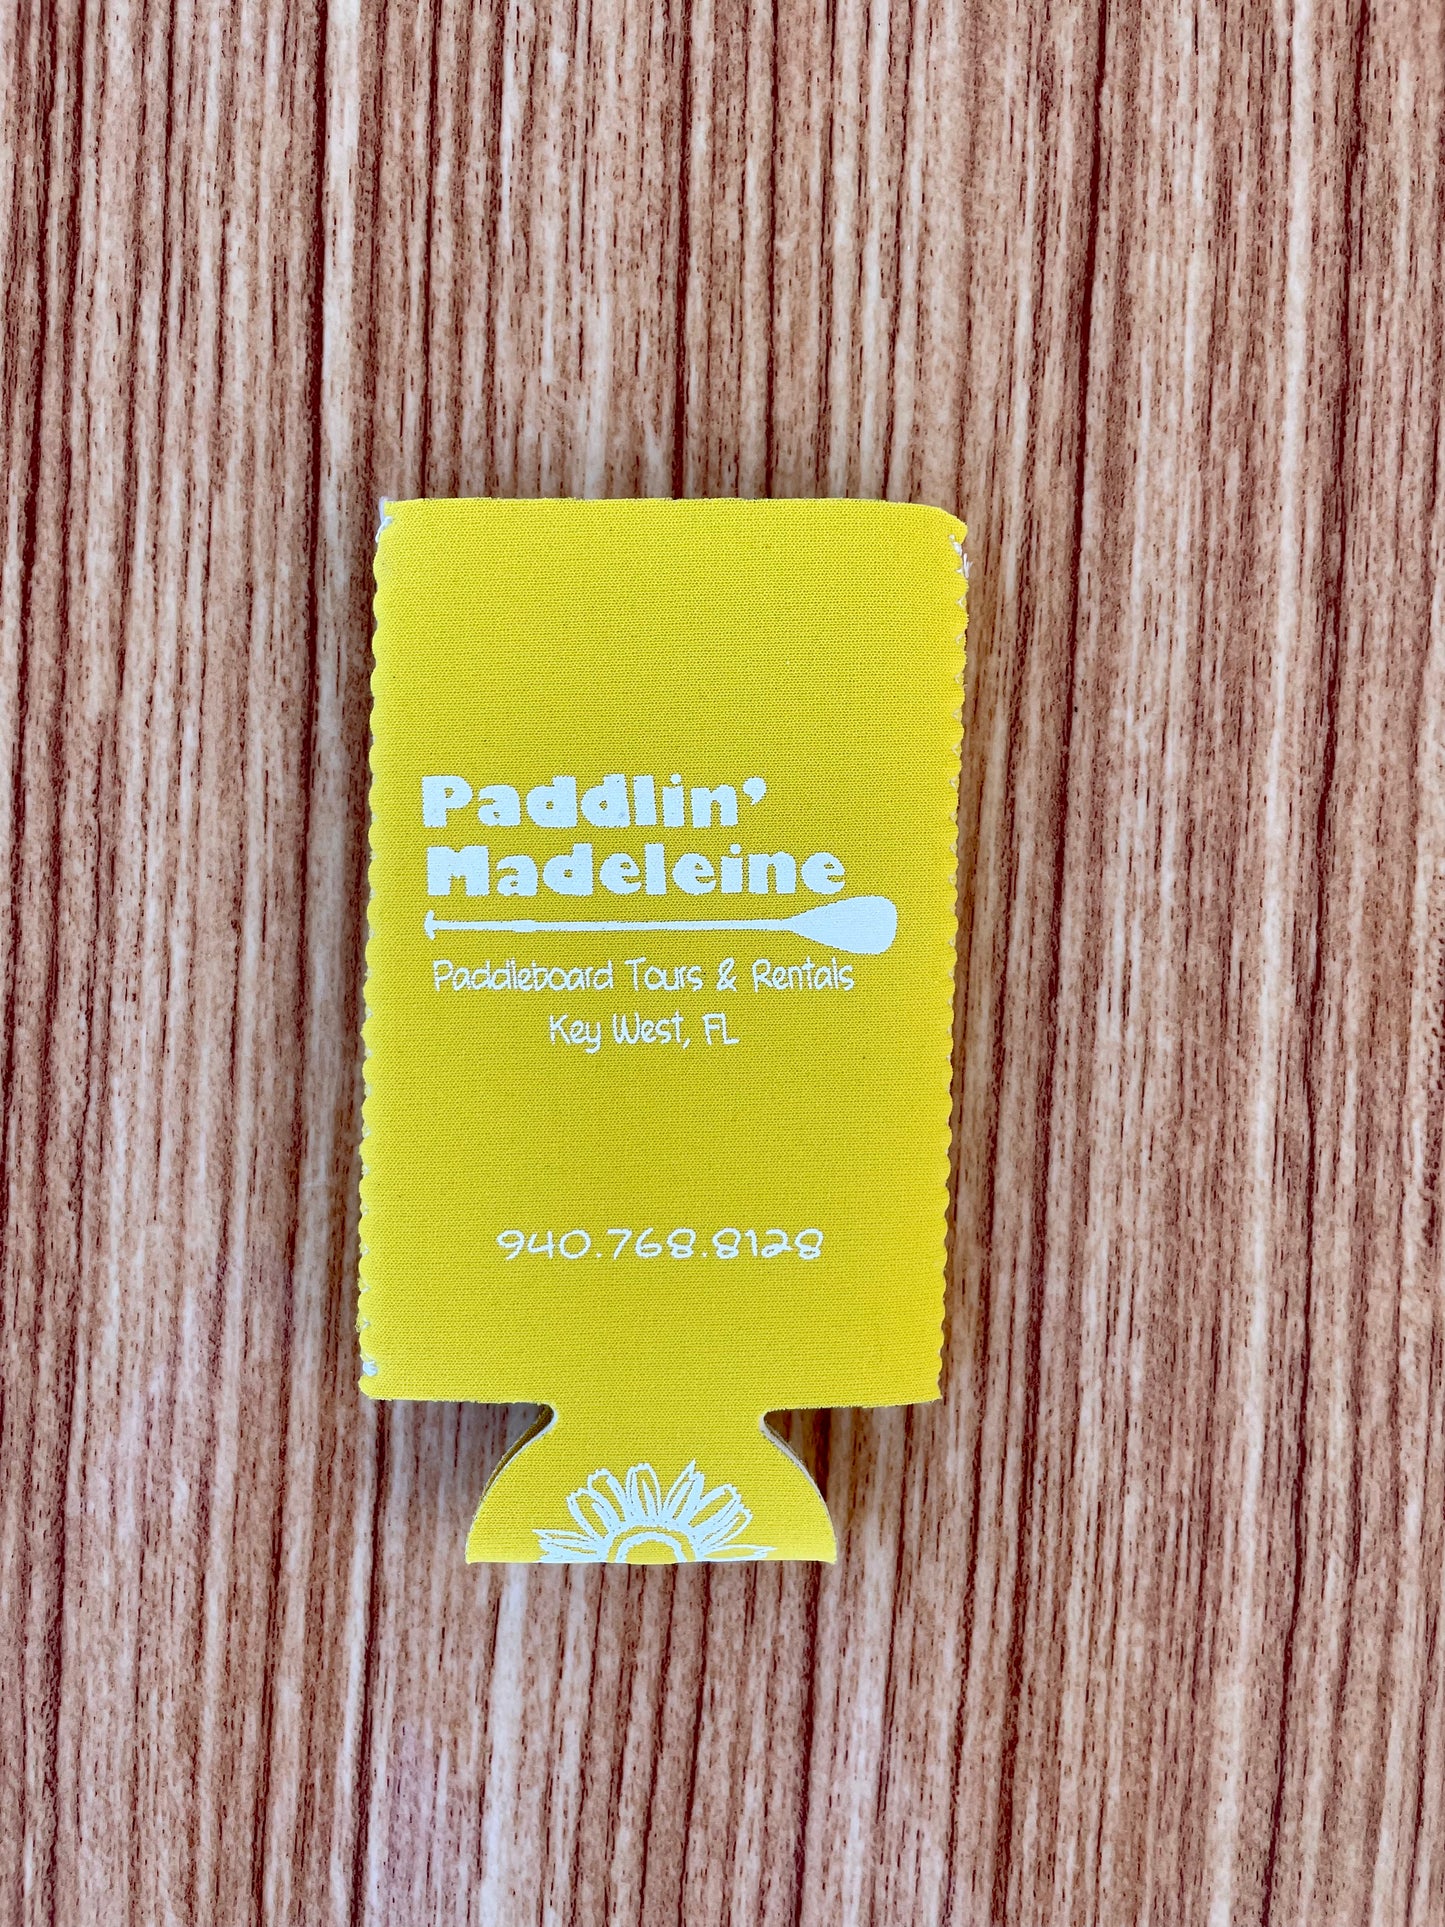 Paddlin'
Madeleine
Paddleboard Tours & Rentals
Key West, FL
940.768.8128